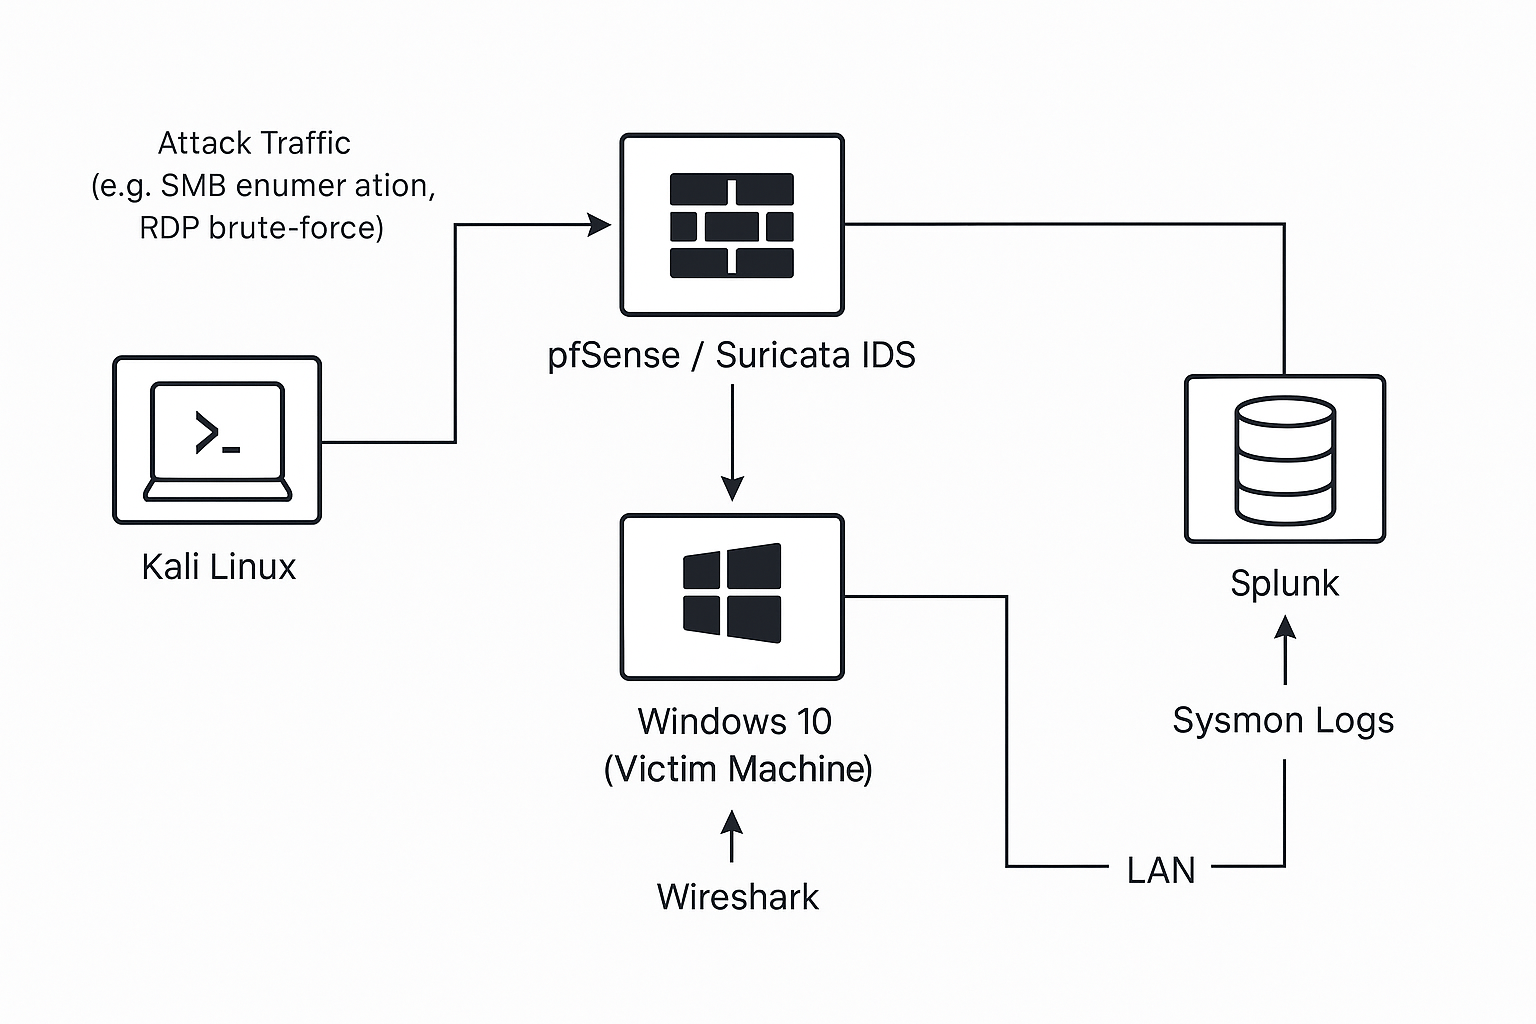 Attack Traffic
(e.g. SMB enumer ation,
RDP brute-force)
pfSense / Suricata IDS
>_
Kali Linux
Splunk
Windows 10
(Victim Machine)
Sysmon Logs
LAN
Wireshark